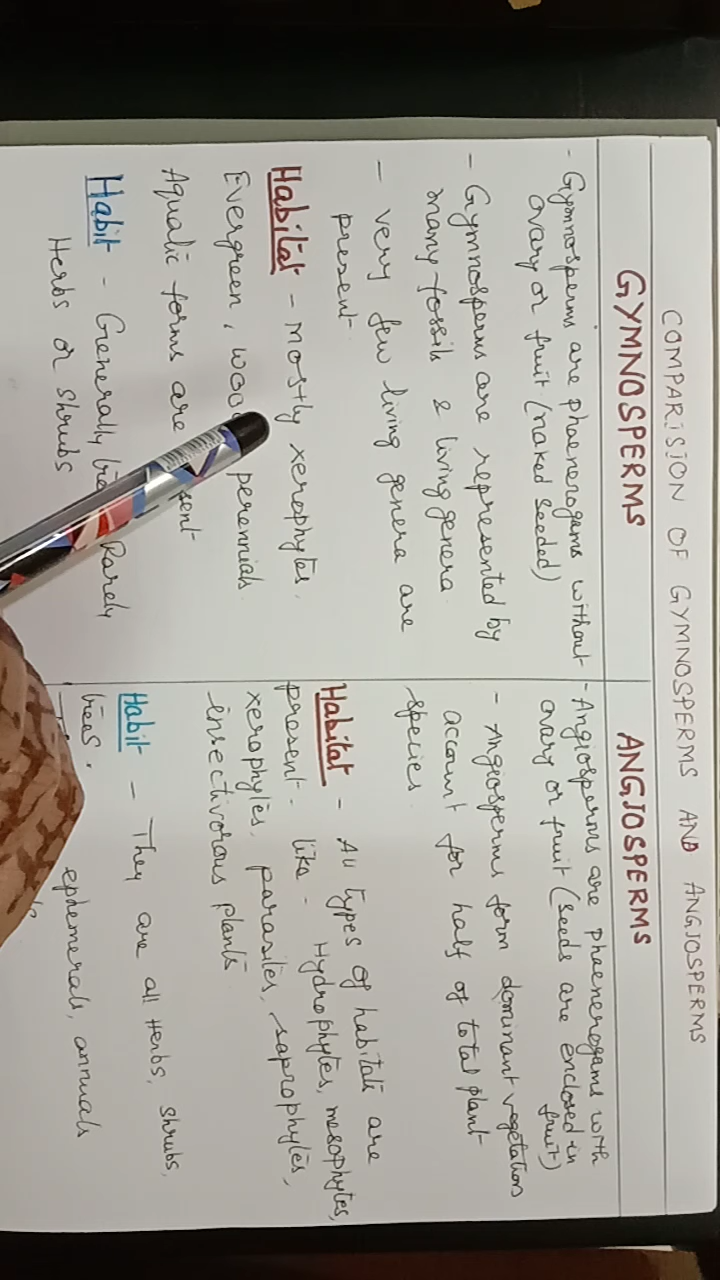 COMPARISION OF GYMNOSPERMS AND ANGIOSPERMS
GYMNOSPERMS
- Gymnosperms are phaenerogams without
ovary or fruit (naked seeded)
- Gymnosperms are represented by
many fossils & living genera.
- very few living genera are
present.
Habitat - mostly xerophytes.
Evergreen, perennials
Aquatic forms are
Habit - Generally Rarely
Herbs or Shrubs
ANGIOSPERMS
- Angiosperms are phaenerogams with
ovary or fruit (seeds are enclosed in
fruit)
- Angiosperms form dominant vegetation
account for half of total plant
species.
Habitat - All types of habitats are
present. like - Hydrophytes, mesophytes,
xerophytes, parasites, saprophytes,
insectivorous plants
Habit - They are all Herbs, shrubs,
trees.
ephemerals, annuals